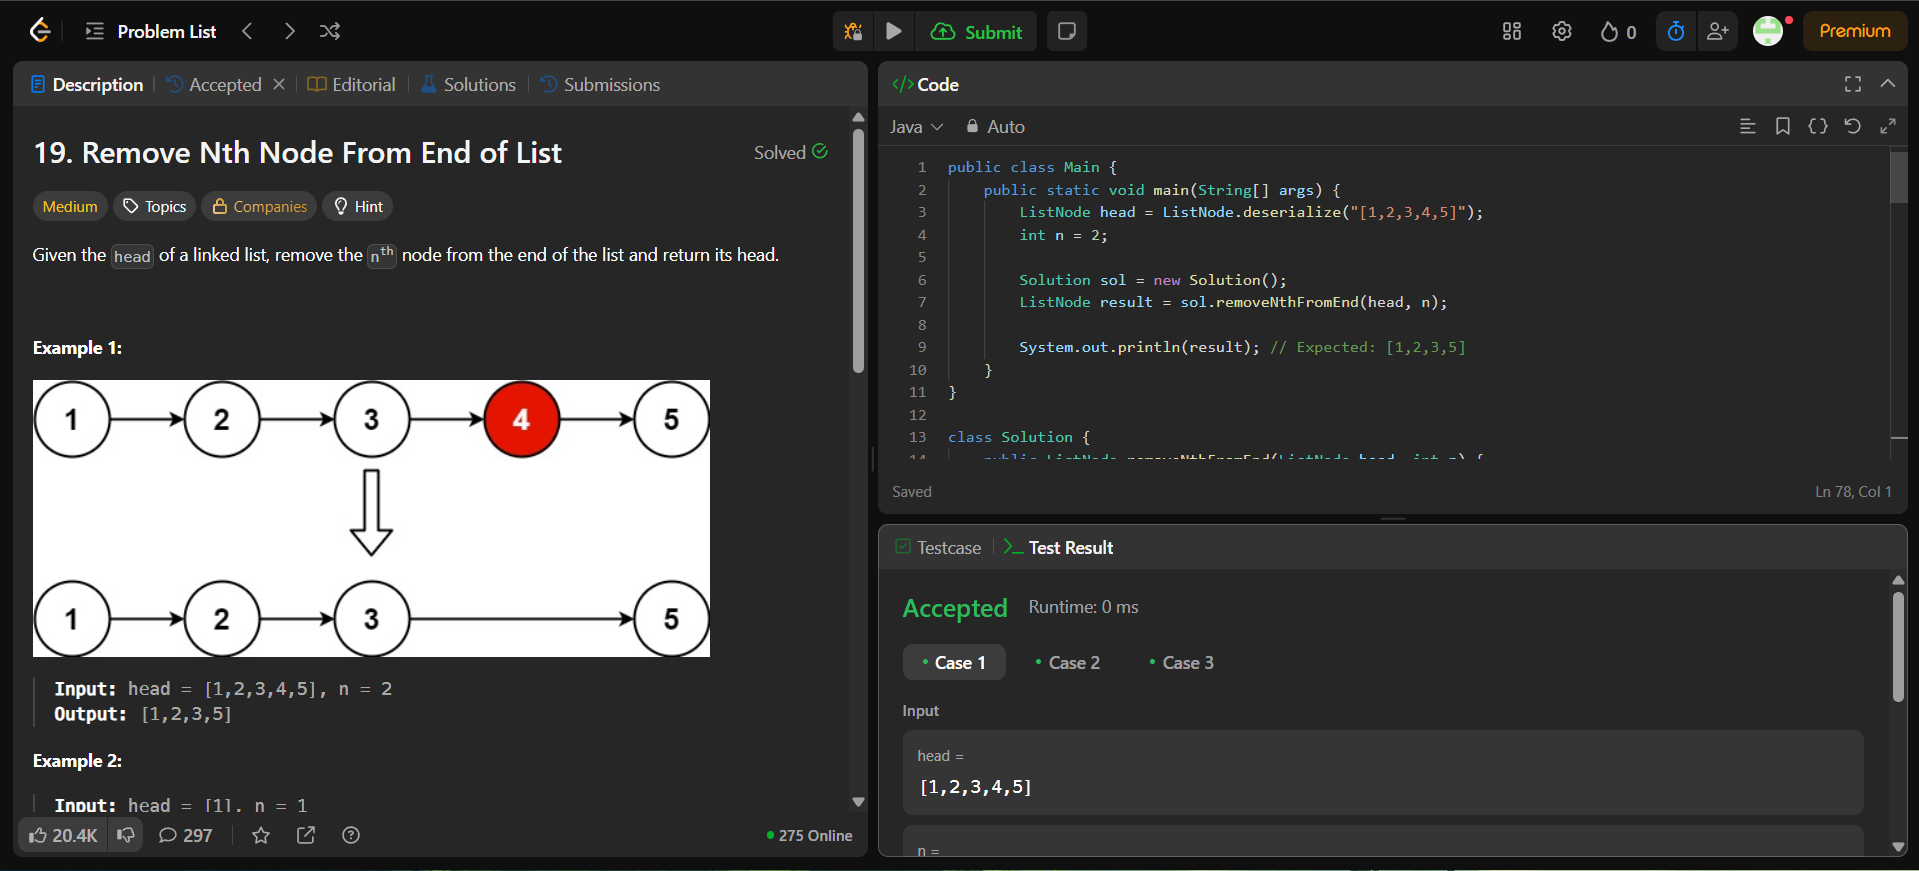 Problem List
Submit
0
Premium
Description
Accepted
Editorial
Solutions
Submissions
19. Remove Nth Node From End of List
Solved
Medium
Topics
Companies
Hint
Given the head of a linked list, remove the nth node from the end of the list and return its head.
Example 1:
1 2 3 4 5
1 2 3 5
Input: head = [1,2,3,4,5], n = 2
Output: [1,2,3,5]
Example 2:
Input: head = [1], n = 1
20.4K
297
275 Online
Code
Java
Auto
1 public class Main {
2 public static void main(String[] args) {
3 ListNode head = ListNode.deserialize("[1,2,3,4,5]");
4 int n = 2;
5
6 Solution sol = new Solution();
7 ListNode result = sol.removeNthFromEnd(head, n);
8
9 System.out.println(result); // Expected: [1,2,3,5]
10 }
11 }
12
13 class Solution {
14 public ListNode removeNthFromEnd(ListNode head, int n) {
Saved
Ln 78, Col 1
Testcase
Test Result
Accepted
Runtime: 0 ms
Case 1
Case 2
Case 3
Input
head =
[1,2,3,4,5]
n =